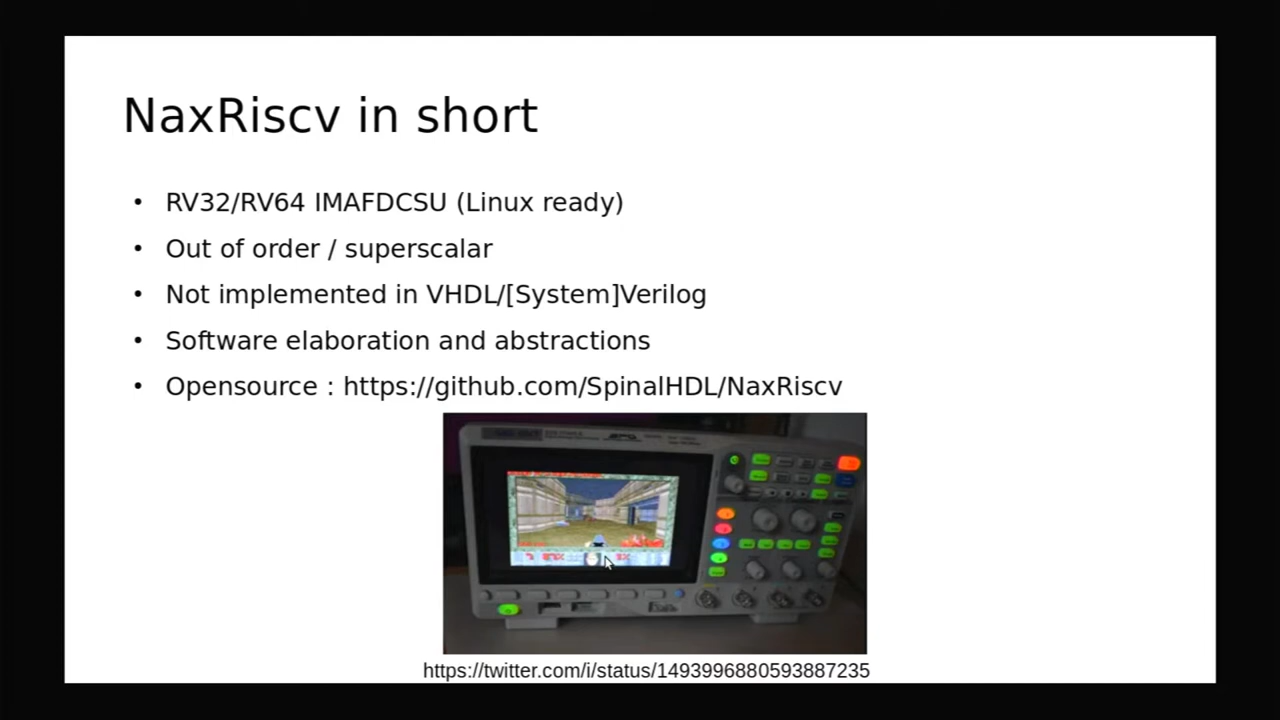 NaxRiscv in short
• RV32/RV64 IMAFDCSU (Linux ready)
• Out of order / superscalar
• Not implemented in VHDL/[System]Verilog
• Software elaboration and abstractions
• Opensource : https://github.com/SpinalHDL/NaxRiscv
https://twitter.com/i/status/1493996880593887235